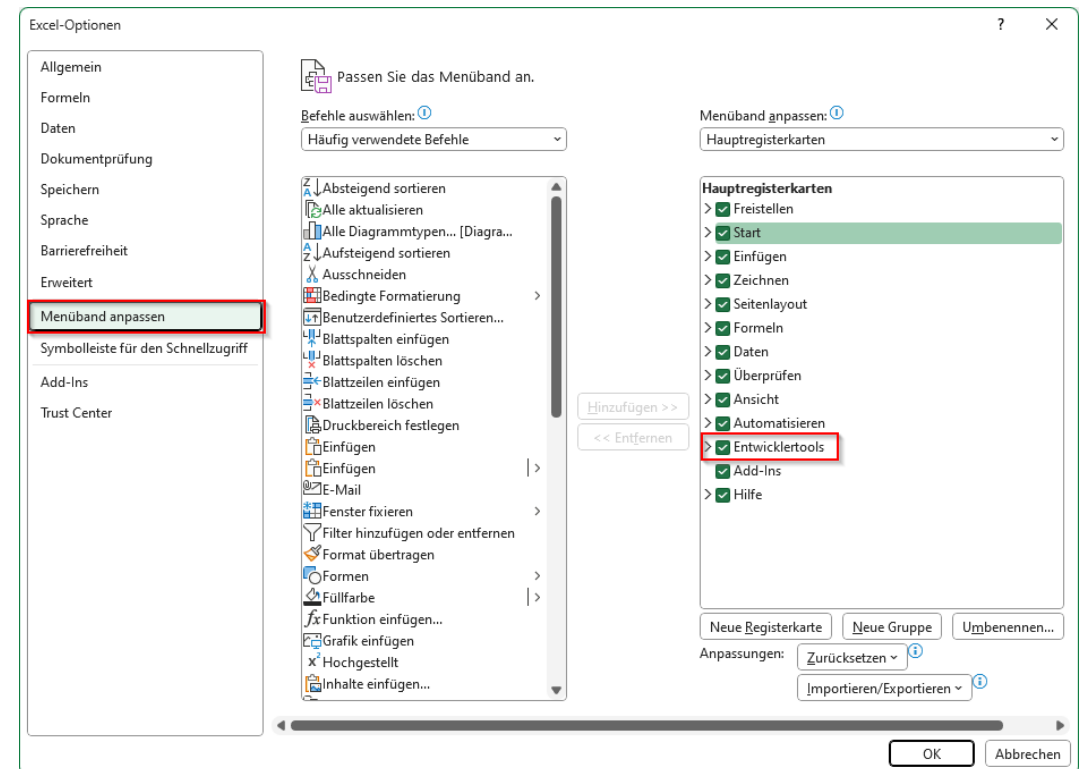 Excel-Optionen
?
Allgemein
Formeln
Daten
Dokumentprüfung
Speichern
Sprache
Barrierefreiheit
Erweitert
Menüband anpassen
Symbolleiste für den Schnellzugriff
Add-Ins
Trust Center
Passen Sie das Menüband an.
Befehle auswählen:
Häufig verwendete Befehle
Absteigend sortieren
Alle aktualisieren
Alle Diagrammtypen... [Diagra...
Aufsteigend sortieren
Ausschneiden
Bedingte Formatierung
Benutzerdefiniertes Sortieren...
Blattspalten einfügen
Blattspalten löschen
Blattzeilen einfügen
Blattzeilen löschen
Druckbereich festlegen
Einfügen
Einfügen
E-Mail
Fenster fixieren
Filter hinzufügen oder entfernen
Format übertragen
Formen
Füllfarbe
Funktion einfügen...
Grafik einfügen
Hochgestellt
Inhalte einfügen...
Hinzufügen >>
<< Entfernen
Menüband anpassen:
Hauptregisterkarten
Hauptregisterkarten
Freistellen
Start
Einfügen
Zeichnen
Seitenlayout
Formeln
Daten
Überprüfen
Ansicht
Automatisieren
Entwicklertools
Add-Ins
Hilfe
Neue Registerkarte
Neue Gruppe
Umbenennen...
Anpassungen:
Zurücksetzen
Importieren/Exportieren
OK
Abbrechen